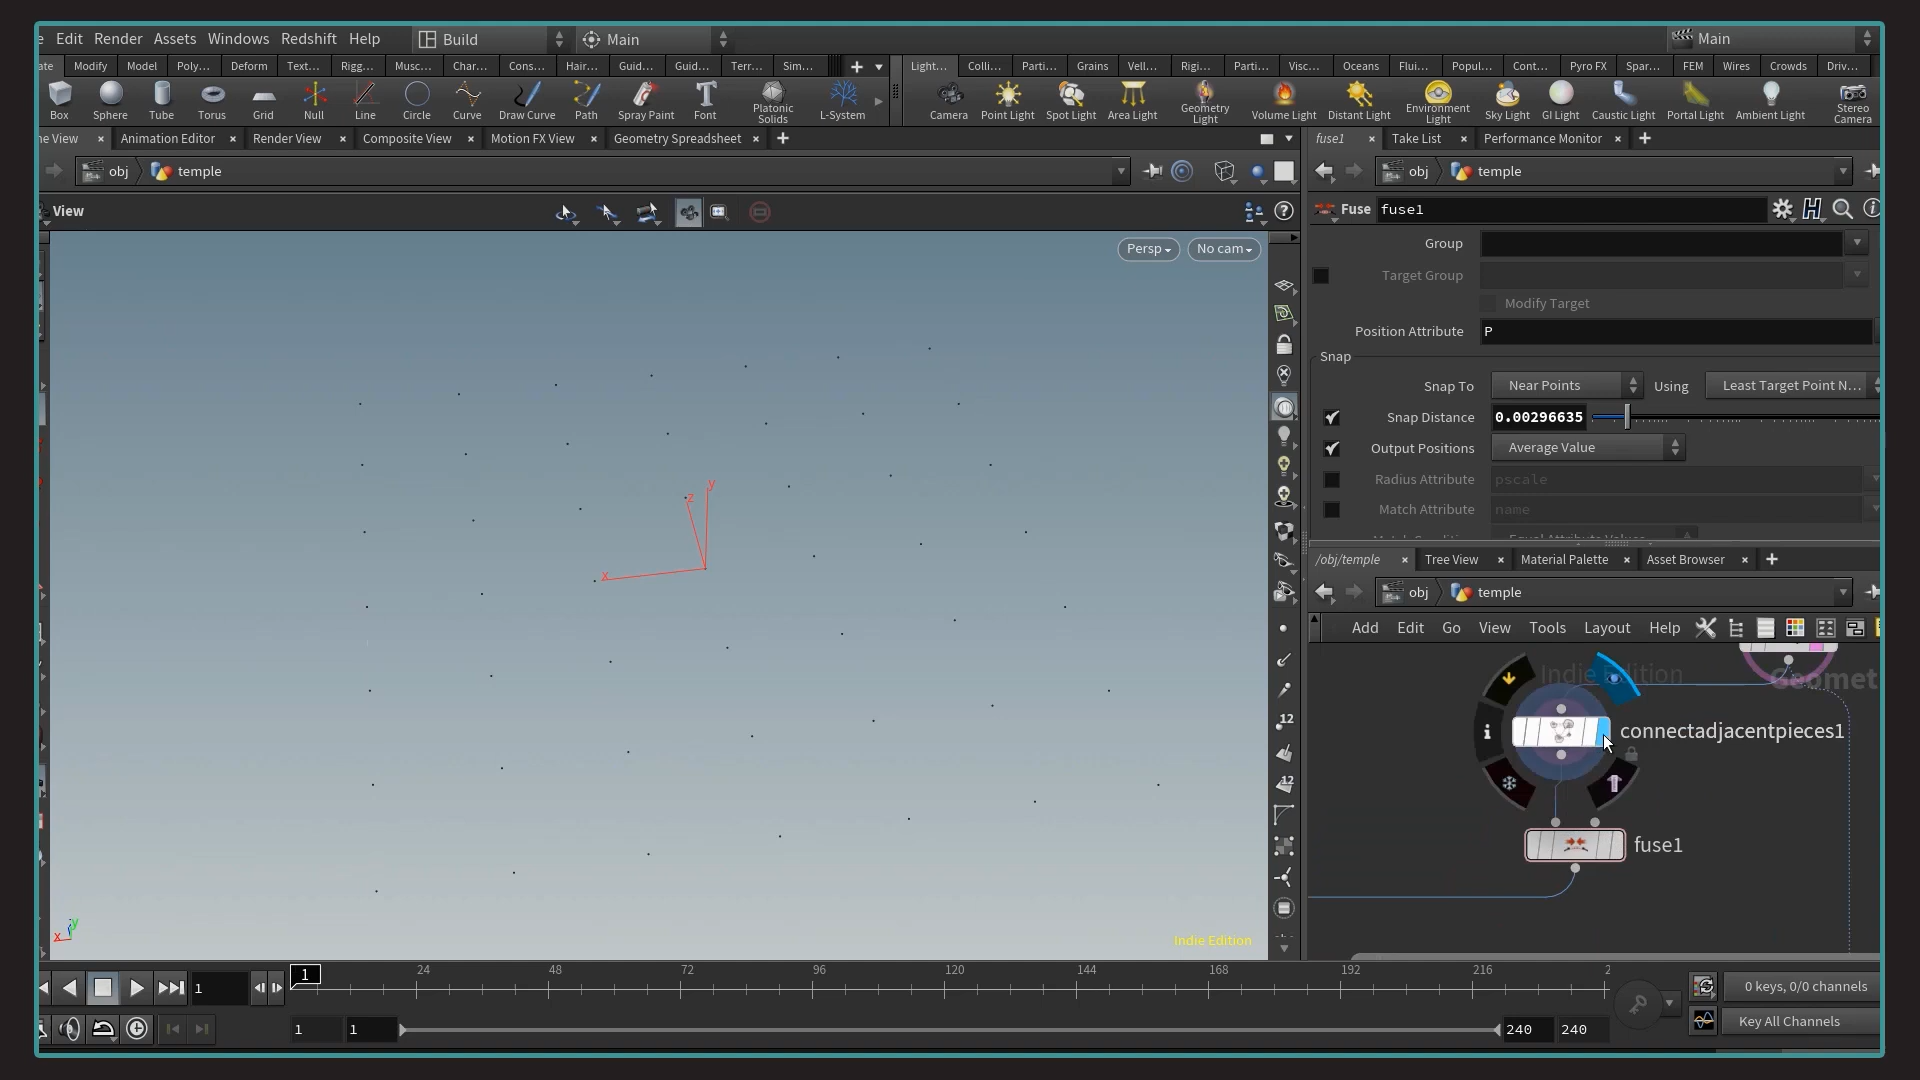 Edit Render Assets Windows Redshift Help Build Main Main
Modify Model Poly... Deform Text... Rigg... Musc... Char... Cons... Hair... Guid... Guid... Terr... Sim... Light... Colli... Parti... Grains Vell... Rigi... Parti... Visc... Oceans Flui... Popul... Cont... Pyro FX Spar... FEM Wires Crowds Driv...
Box Sphere Tube Torus Grid Null Line Circle Curve Draw Curve Path Spray Paint Font Platonic Solids L-System Camera Point Light Spot Light Area Light Geometry Light Volume Light Distant Light Environment Light Sky Light GI Light Caustic Light Portal Light Ambient Light Stereo Camera
ne View Animation Editor Render View Composite View Motion FX View Geometry Spreadsheet fuse1 Take List Performance Monitor
obj temple obj temple
View
Fuse fuse1
Persp No cam
Group
Target Group
Modify Target
Position Attribute P
Snap
Snap To Near Points Using Least Target Point N...
Snap Distance 0.00296635
Output Positions Average Value
Radius Attribute pscale
Match Attribute name
/obj/temple Tree View Material Palette Asset Browser
obj temple
Add Edit Go View Tools Layout Help
Indie Edition
Geomet
connectadjacentpieces1
fuse1
z y
x
12
12
x y
Indie Edition
1 1 24 48 72 96 120 144 168 192 216 2
0 keys, 0/0 channels
1 1 240 240 Key All Channels